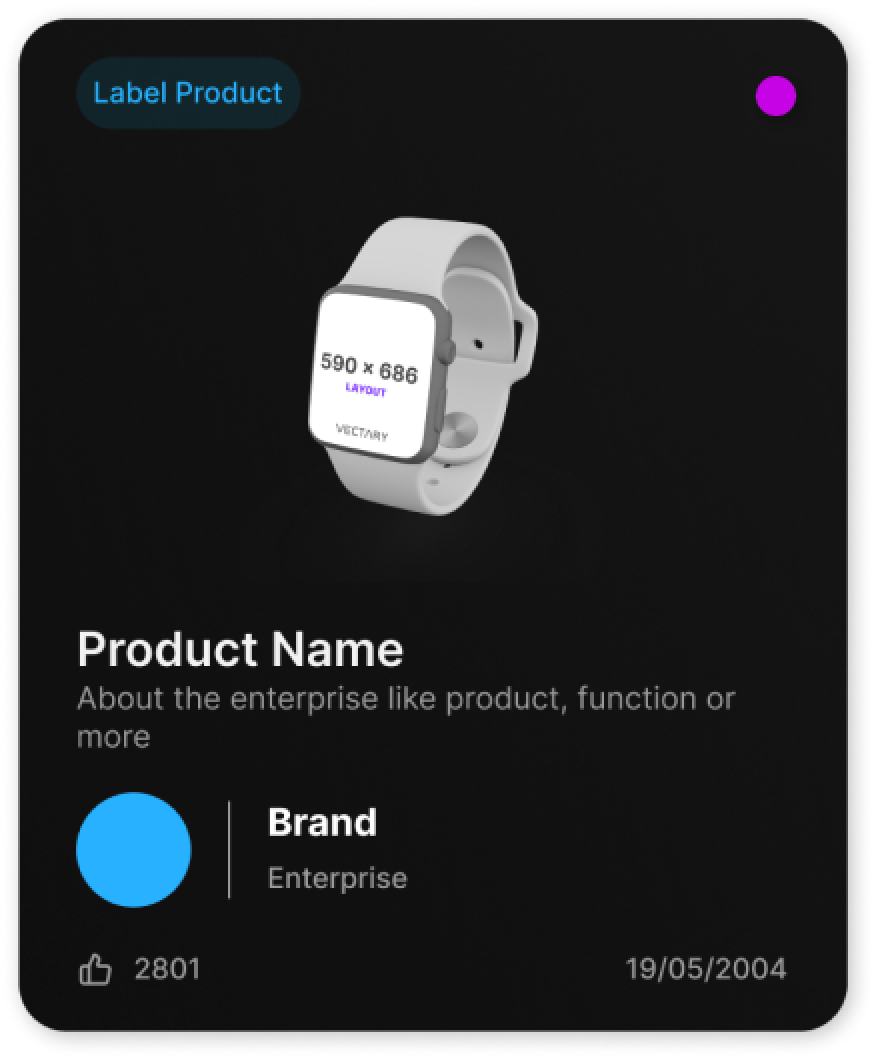 Label Product
590 × 686
LAYOUT
VECTARY
Product Name
About the enterprise like product, function or
more
Brand
Enterprise
2801
19/05/2004